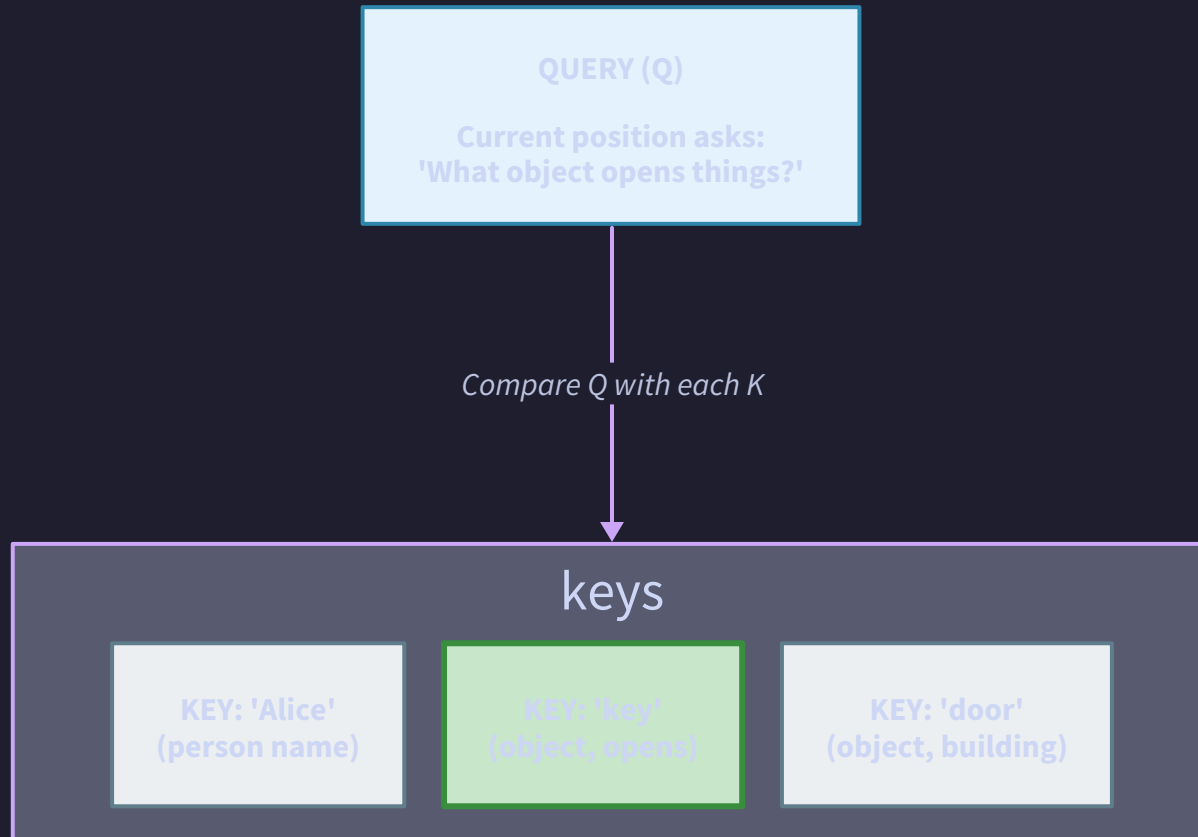 QUERY (Q)
Current position asks:
'What object opens things?'
Compare Q with each K
keys
KEY: 'Alice'
(person name)
KEY: 'key'
(object, opens)
KEY: 'door'
(object, building)